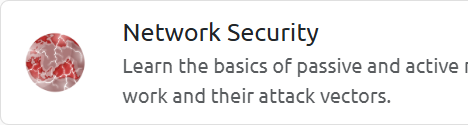 Network Security
Learn the basics of passive and active
work and their attack vectors.